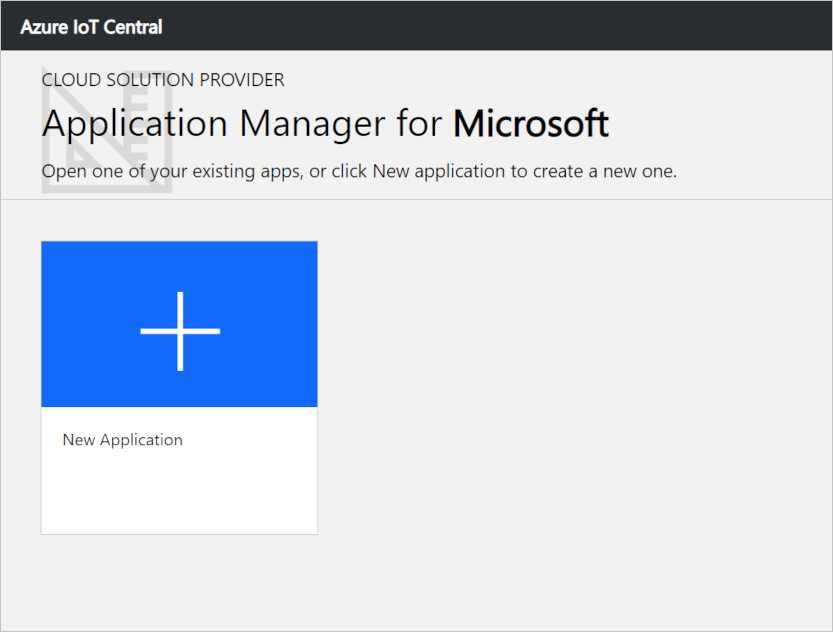 Azure IoT Central
CLOUD SOLUTION PROVIDER
Application Manager for Microsoft
Open one of your existing apps, or click New application to create a new one.
New Application